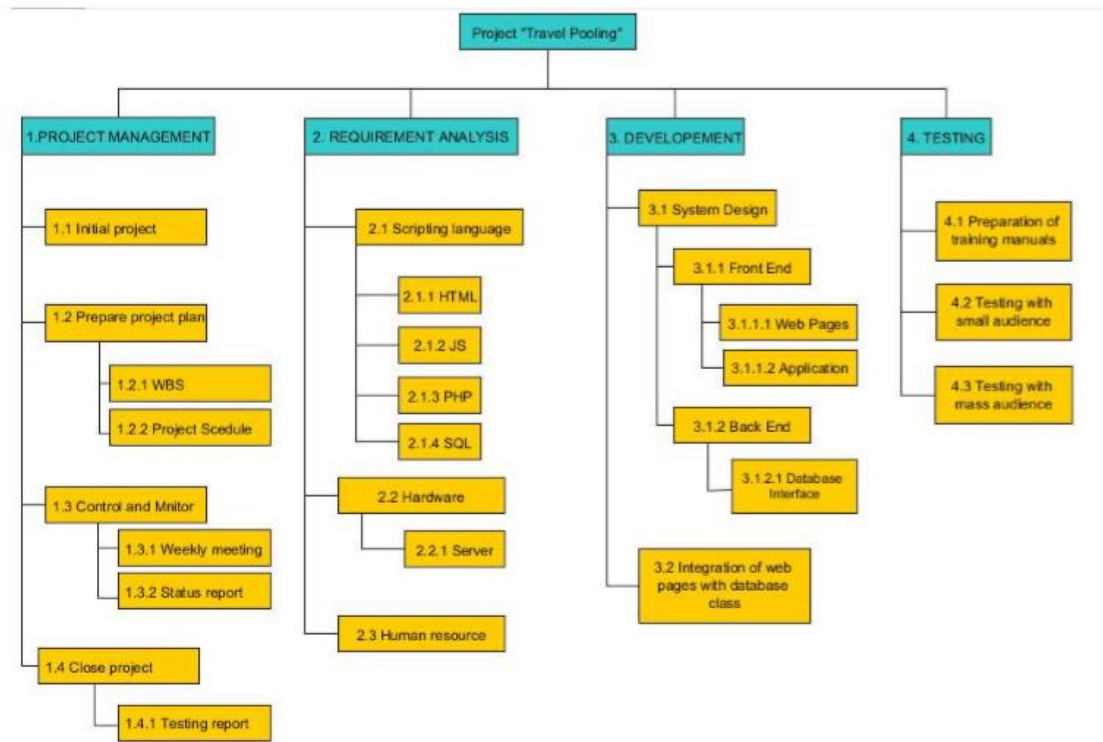 Project "Travel Pooling"
1.PROJECT MANAGEMENT
1.1 Initial project
1.2 Prepare project plan
1.2.1 WBS
1.2.2 Project Scedule
1.3 Control and Mnitor
1.3.1 Weekly meeting
1.3.2 Status report
1.4 Close project
1.4.1 Testing report
2. REQUIREMENT ANALYSIS
2.1 Scripting language
2.1.1 HTML
2.1.2 JS
2.1.3 PHP
2.1.4 SQL
2.2 Hardware
2.2.1 Server
2.3 Human resource
3. DEVELOPEMENT
3.1 System Design
3.1.1 Front End
3.1.1.1 Web Pages
3.1.1.2 Application
3.1.2 Back End
3.1.2.1 Database
Interface
3.2 Integration of web
pages with database
class
4. TESTING
4.1 Preparation of
training manuals
4.2 Testing with
small audience
4.3 Testing with
mass audience